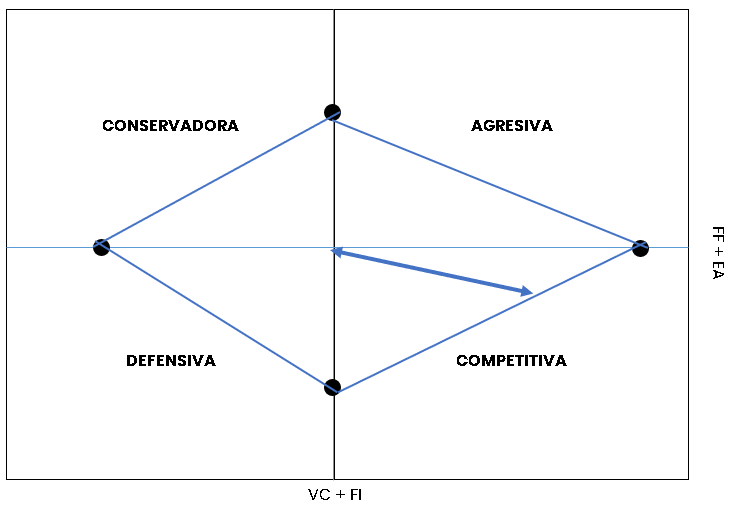 CONSERVADORA
AGRESIVA
FF + EA
DEFENSIVA
COMPETITIVA
VC + FI